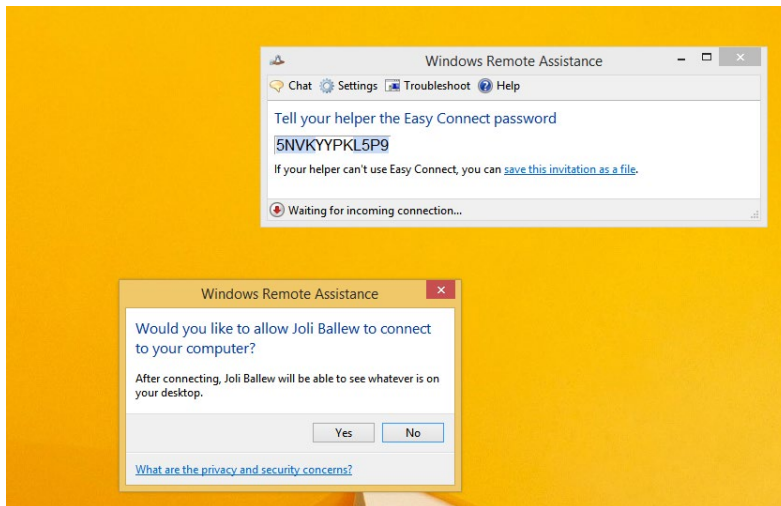 Windows Remote Assistance
Chat Settings Troubleshoot Help
Tell your helper the Easy Connect password
5NVKYYPKL5P9
If your helper can't use Easy Connect, you can save this invitation as a file.
Waiting for incoming connection...
Windows Remote Assistance
Would you like to allow Joli Ballew to connect
to your computer?
After connecting, Joli Ballew will be able to see whatever is on
your desktop.
Yes No
What are the privacy and security concerns?